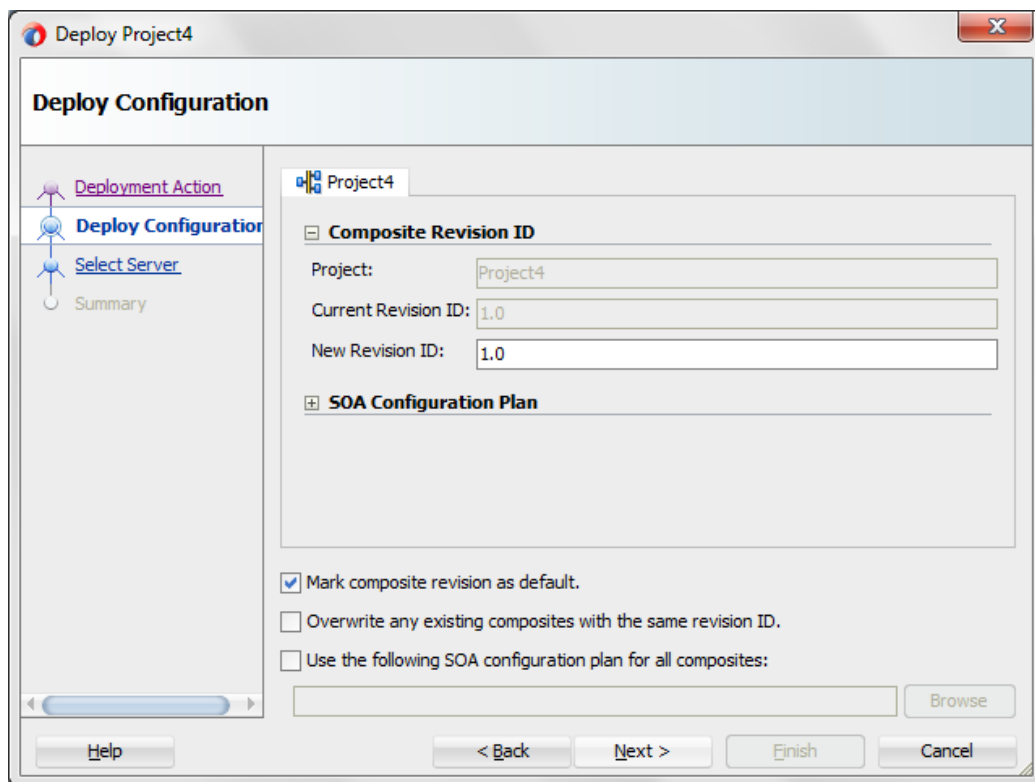 Deploy Project4
Deploy Configuration
Deployment Action
Deploy Configuration
Select Server
Summary
Project4
Composite Revision ID
Project: Project4
Current Revision ID: 1.0
New Revision ID: 1.0
SOA Configuration Plan
Mark composite revision as default.
Overwrite any existing composites with the same revision ID.
Use the following SOA configuration plan for all composites:
Browse
Help < Back Next > Finish Cancel